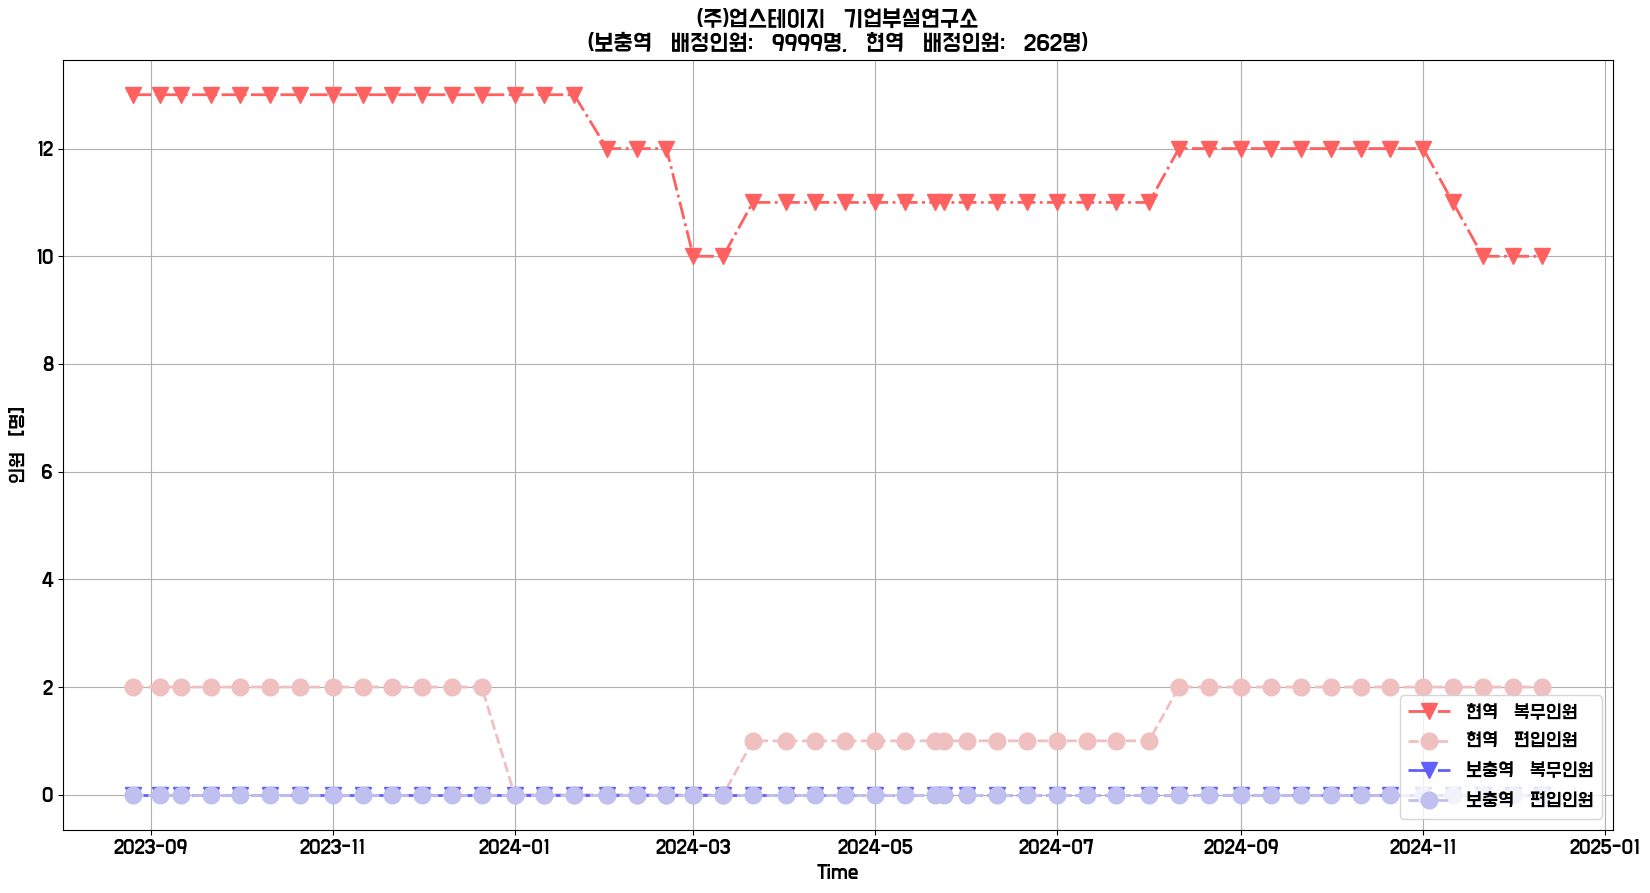 (주)업스테이지 기업부설연구소
(보충역 배정인원: 9999명, 현역 배정인원: 262명)
인원 [명]
12
10
8
6
4
2
0
현역 복무인원
현역 편입인원
보충역 복무인원
보충역 편입인원
2023-09 2023-11 2024-01 2024-03 2024-05 2024-07 2024-09 2024-11 2025-01
Time